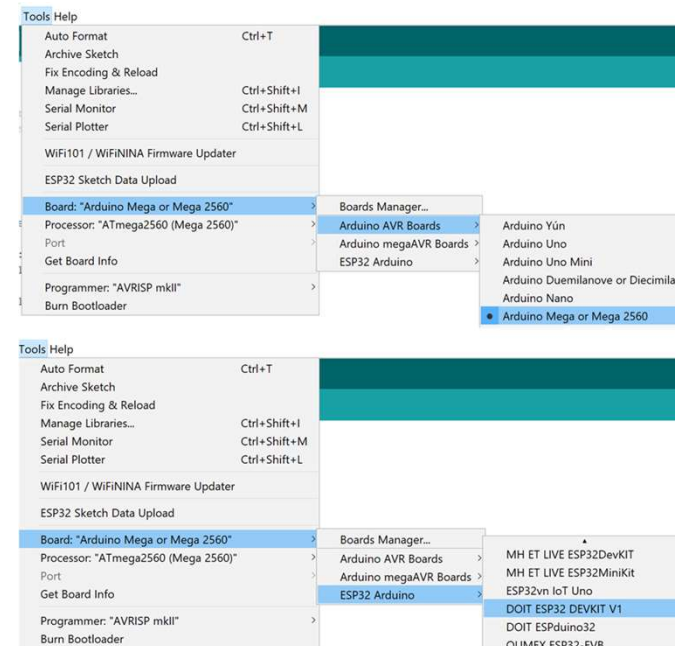 Tools Help
Auto Format Ctrl+T
Archive Sketch
Fix Encoding & Reload
Manage Libraries... Ctrl+Shift+I
Serial Monitor Ctrl+Shift+M
Serial Plotter Ctrl+Shift+L
WiFi101 / WiFiNINA Firmware Updater
ESP32 Sketch Data Upload
Board: "Arduino Mega or Mega 2560" Boards Manager...
Processor: "ATmega2560 (Mega 2560)" Arduino AVR Boards Arduino Yún
Port Arduino megaAVR Boards Arduino Uno
Get Board Info ESP32 Arduino Arduino Uno Mini
Arduino Duemilanove or Diecimila
Programmer: "AVRISP mkII" Arduino Nano
Burn Bootloader Arduino Mega or Mega 2560
Tools Help
Auto Format Ctrl+T
Archive Sketch
Fix Encoding & Reload
Manage Libraries... Ctrl+Shift+I
Serial Monitor Ctrl+Shift+M
Serial Plotter Ctrl+Shift+L
WiFi101 / WiFiNINA Firmware Updater
ESP32 Sketch Data Upload
Board: "Arduino Mega or Mega 2560" Boards Manager...
Processor: "ATmega2560 (Mega 2560)" Arduino AVR Boards MH ET LIVE ESP32DevKIT
Port Arduino megaAVR Boards MH ET LIVE ESP32MiniKit
Get Board Info ESP32 Arduino ESP32vn IoT Uno
DOIT ESP32 DEVKIT V1
Programmer: "AVRISP mkII" DOIT ESPduino32
Burn Bootloader OLIMEX ESP32-EVB